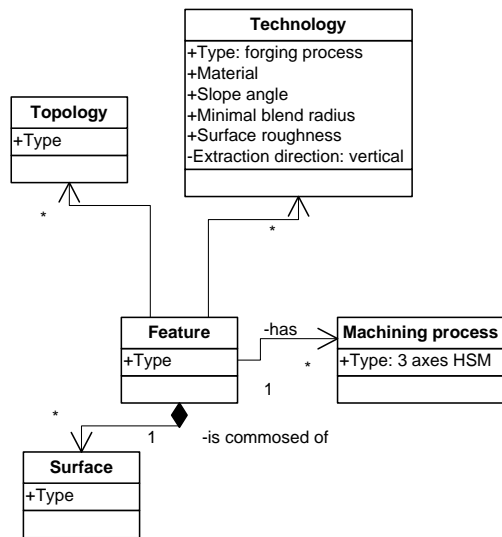 Technology
+Type: forging process
+Material
+Slope angle
+Minimal blend radius
+Surface roughness
-Extraction direction: vertical
Topology
+Type
*
*
Feature
+Type
-has
Machining process
+Type: 3 axes HSM
*
1
*
1
-is commosed of
Surface
+Type